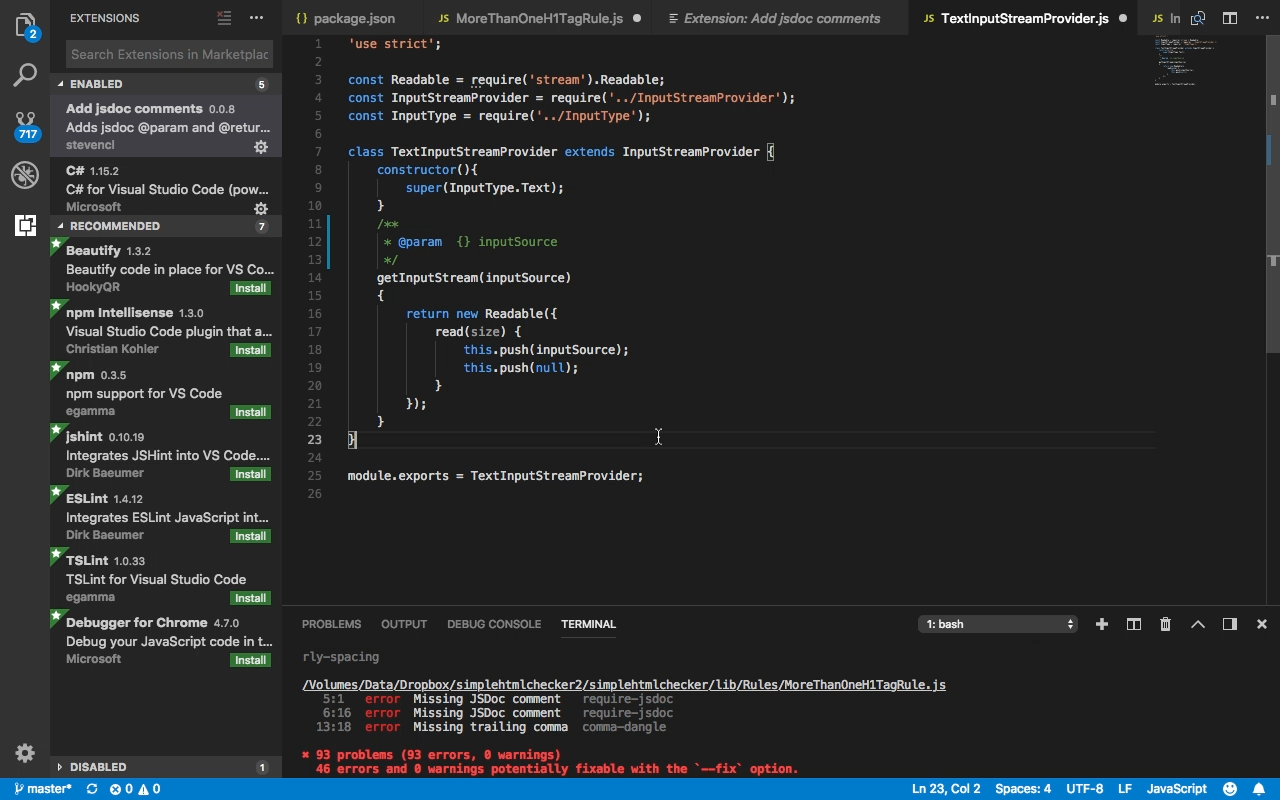 EXTENSIONS
{} package.json
JS MoreThanOneH1TagRule.js
Extension: Add jsdoc comments
JS TextInputStreamProvider.js
JS In
2
717
Search Extensions in Marketplac
ENABLED 5
Add jsdoc comments 0.0.8
Adds jsdoc @param and @retur...
stevencl
C# 1.15.2
C# for Visual Studio Code (pow...
Microsoft
RECOMMENDED 7
Beautify 1.3.2
Beautify code in place for VS Co...
HookyQR Install
npm Intellisense 1.3.0
Visual Studio Code plugin that a...
Christian Kohler Install
npm 0.3.5
npm support for VS Code
egamma Install
jshint 0.10.19
Integrates JSHint into VS Code....
Dirk Baeumer Install
ESLint 1.4.12
Integrates ESLint JavaScript int...
Dirk Baeumer Install
TSLint 1.0.33
TSLint for Visual Studio Code
egamma Install
Debugger for Chrome 4.7.0
Debug your JavaScript code in t...
Microsoft Install
DISABLED 1
1 'use strict';
2
3 const Readable = require('stream').Readable;
4 const InputStreamProvider = require('../InputStreamProvider');
5 const InputType = require('../InputType');
6
7 class TextInputStreamProvider extends InputStreamProvider {
8 constructor(){
9 super(InputType.Text);
10 }
11 /**
12 * @param  {} inputSource
13 */
14 getInputStream(inputSource)
15 {
16 return new Readable({
17 read(size) {
18 this.push(inputSource);
19 this.push(null);
20 }
21 });
22 }
23 }
24
25 module.exports = TextInputStreamProvider;
26
PROBLEMS OUTPUT DEBUG CONSOLE TERMINAL 1: bash
rly-spacing
/Volumes/Data/Dropbox/simplehtmlchecker2/simplehtmlchecker/lib/Rules/MoreThanOneH1TagRule.js
5:1 error Missing JSDoc comment require-jsdoc
6:16 error Missing JSDoc comment require-jsdoc
13:18 error Missing trailing comma comma-dangle
✖ 93 problems (93 errors, 0 warnings)
46 errors and 0 warnings potentially fixable with the `--fix` option.
master* 0 0 Ln 23, Col 2 Spaces: 4 UTF-8 LF JavaScript